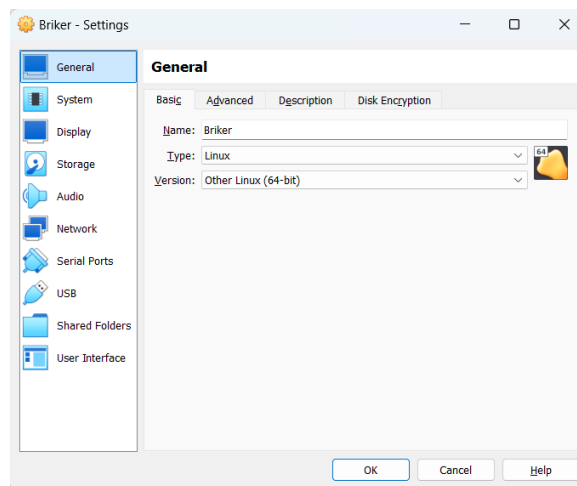 Briker - Settings
General
System
Display
Storage
Audio
Network
Serial Ports
USB
Shared Folders
User Interface
General
Basic Advanced Description Disk Encryption
Name: Briker
Type: Linux
64
Version: Other Linux (64-bit)
OK Cancel Help